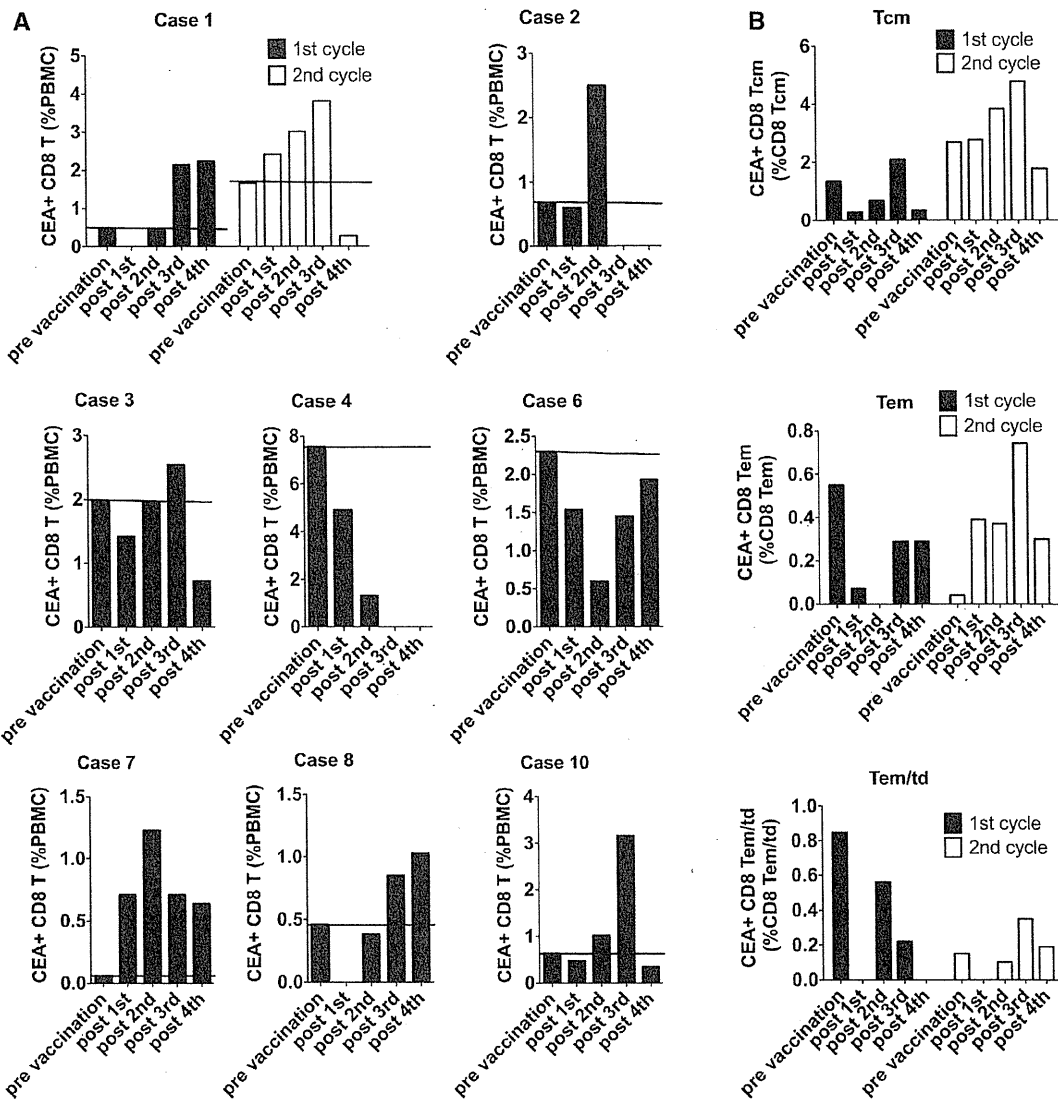 A
Case 1
1st cycle
2nd cycle
CEA+ CD8 T (%PBMC)
5
4
3
2
1
0
pre vaccination
post 1st
post 2nd
post 3rd
post 4th
pre vaccination
post 1st
post 2nd
post 3rd
post 4th
Case 2
CEA+ CD8 T (%PBMC)
3
2
1
0
pre vaccination
post 1st
post 2nd
post 3rd
post 4th
B
Tcm
1st cycle
2nd cycle
CEA+ CD8 Tcm
(%CD8 Tcm)
6
4
2
0
pre vaccination
post 1st
post 2nd
post 3rd
post 4th
pre vaccination
post 1st
post 2nd
post 3rd
post 4th
Case 3
CEA+ CD8 T (%PBMC)
3
2
1
0
pre vaccination
post 1st
post 2nd
post 3rd
post 4th
Case 4
CEA+ CD8 T (%PBMC)
8
6
4
2
0
pre vaccination
post 1st
post 2nd
post 3rd
post 4th
Case 6
CEA+ CD8 T (%PBMC)
2.5
2.0
1.5
1.0
0.5
0.0
pre vaccination
post 1st
post 2nd
post 3rd
post 4th
Tem
1st cycle
2nd cycle
CEA+ CD8 Tem
(%CD8 Tem)
0.8
0.6
0.4
0.2
0.0
pre vaccination
post 1st
post 2nd
post 3rd
post 4th
pre vaccination
post 1st
post 2nd
post 3rd
post 4th
Case 7
CEA+ CD8 T (%PBMC)
1.5
1.0
0.5
0.0
pre vaccination
post 1st
post 2nd
post 3rd
post 4th
Case 8
CEA+ CD8 T (%PBMC)
1.5
1.0
0.5
0.0
pre vaccination
post 1st
post 2nd
post 3rd
post 4th
Case 10
CEA+ CD8 T (%PBMC)
4
3
2
1
0
pre vaccination
post 1st
post 2nd
post 3rd
post 4th
Tem/td
1st cycle
2nd cycle
CEA+ CD8 Tem/td
(%CD8 Tem/td)
1.0
0.8
0.6
0.4
0.2
0.0
pre vaccination
post 1st
post 2nd
post 3rd
post 4th
pre vaccination
post 1st
post 2nd
post 3rd
post 4th